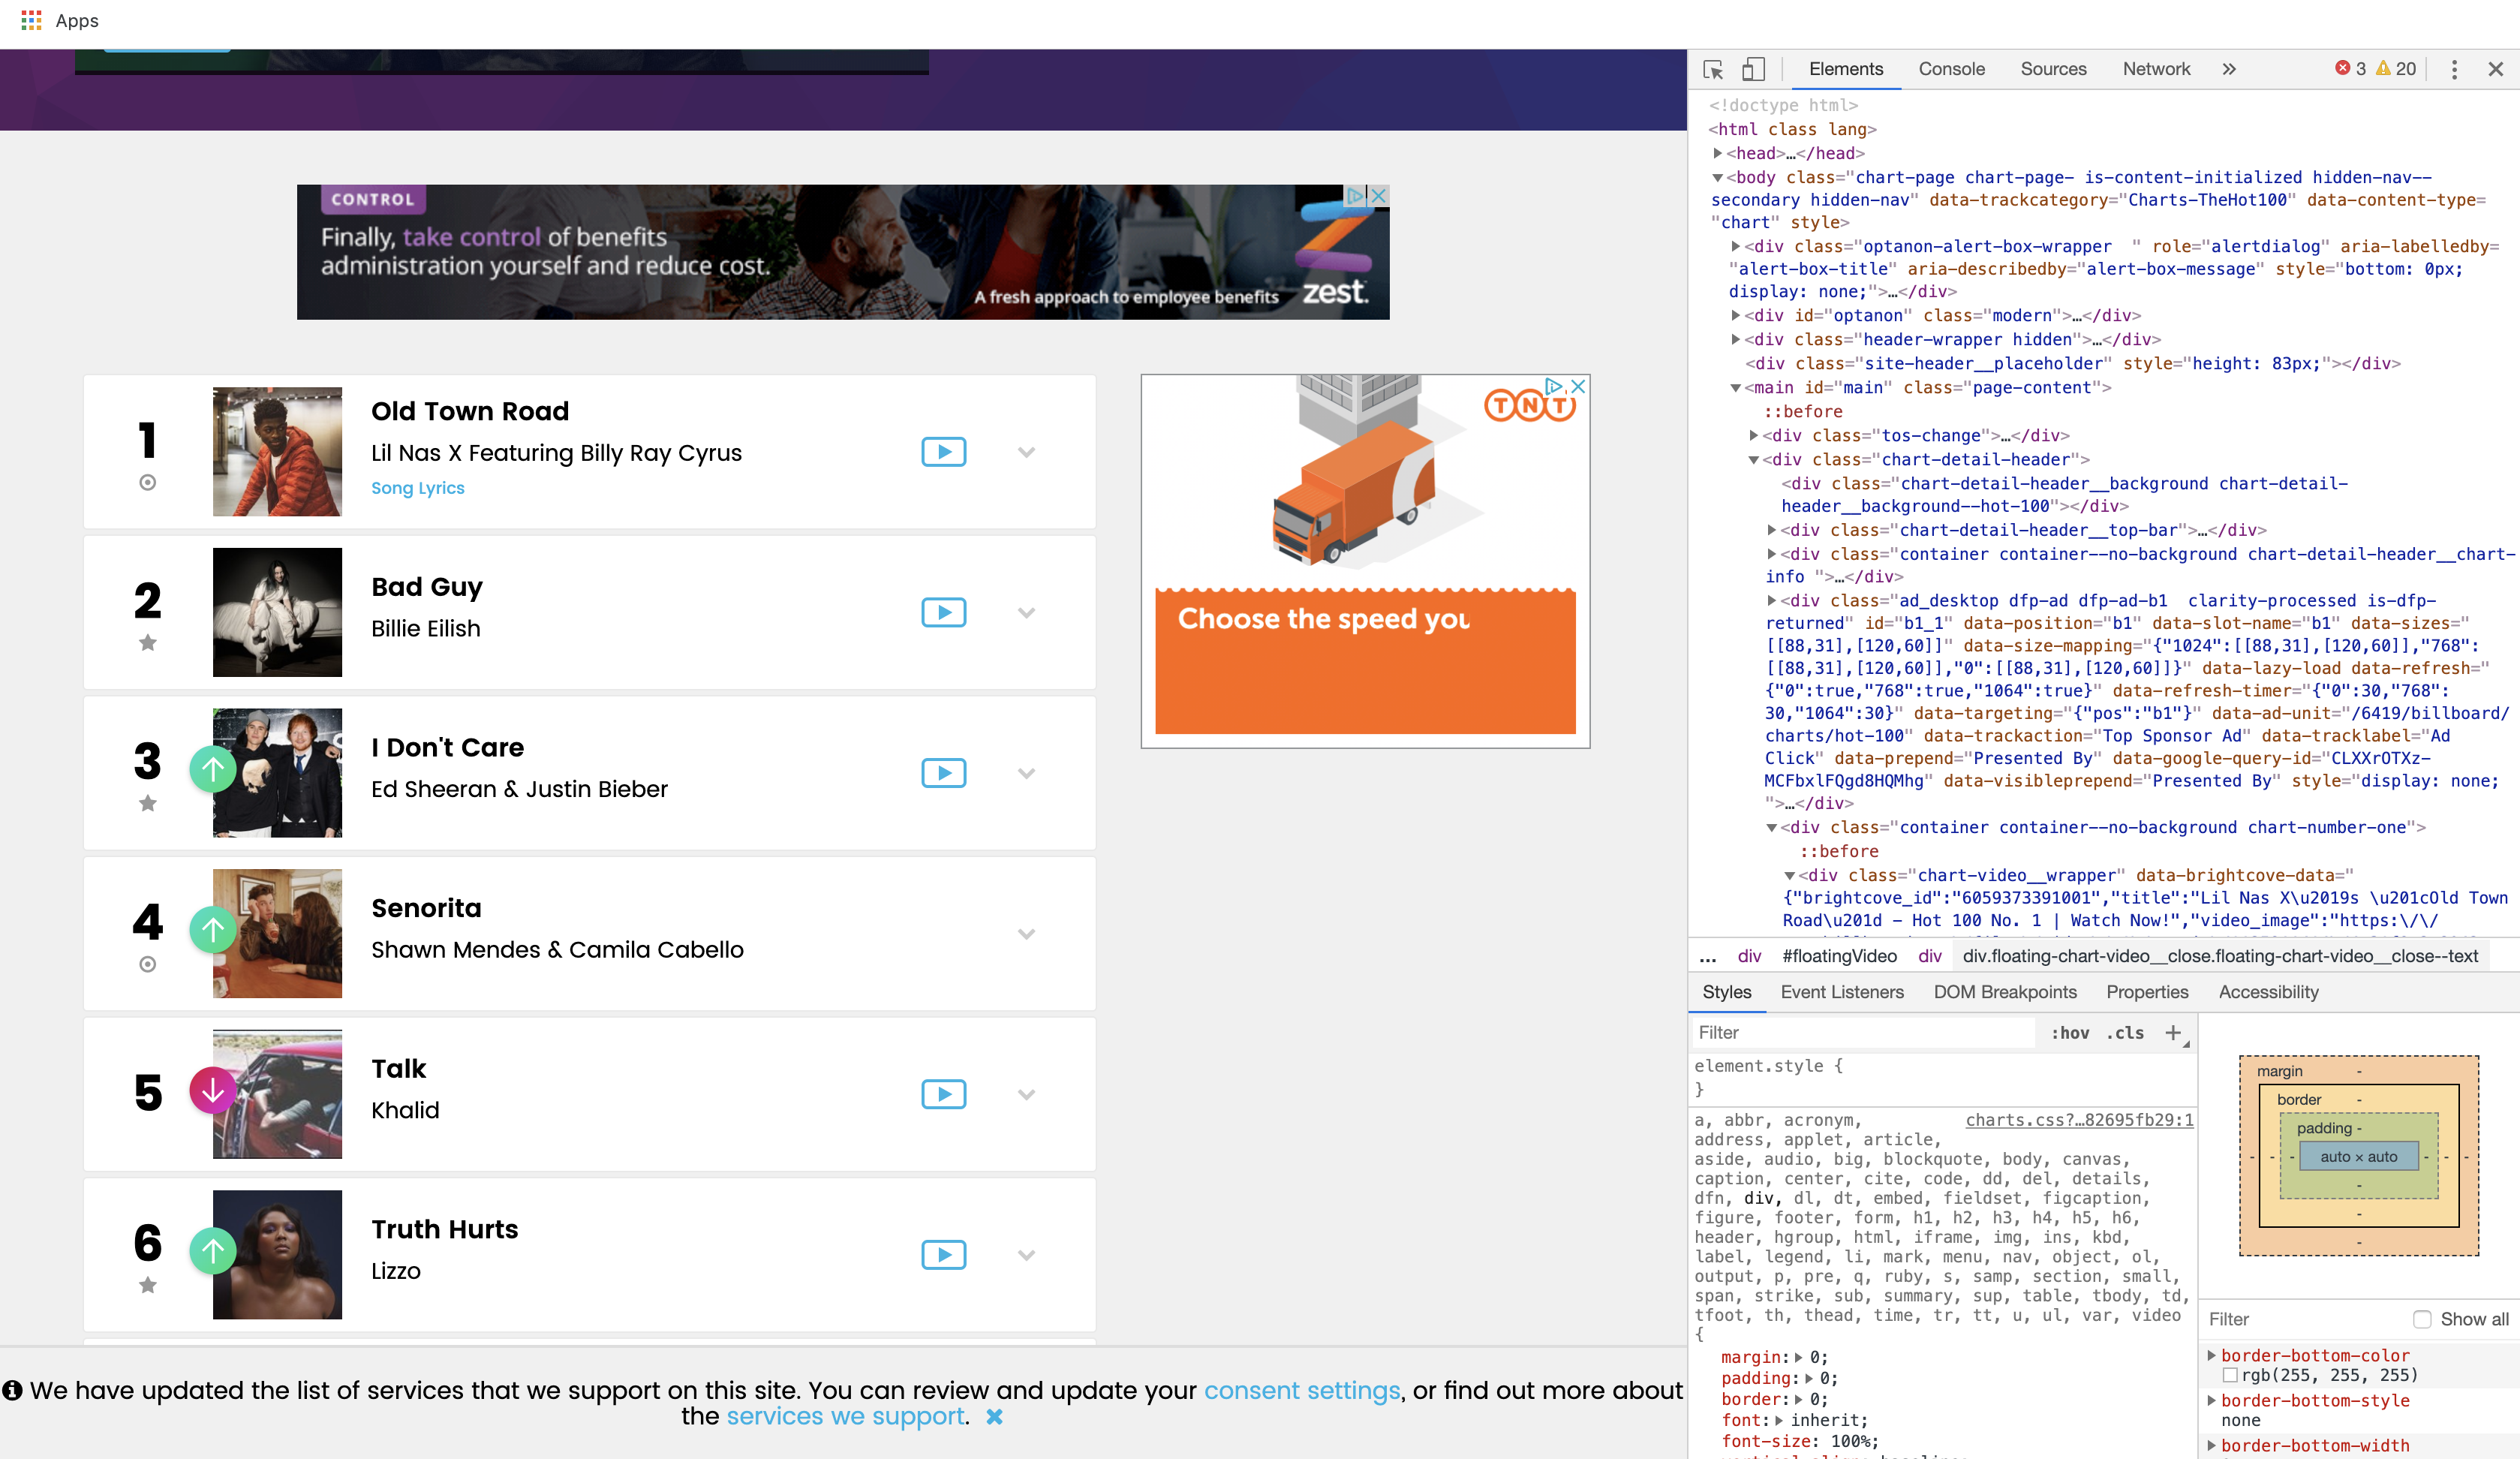 Apps
CONTROL
Finally, take control of benefits
administration yourself and reduce cost.
A fresh approach to employee benefits
zest.
1
Old Town Road
Lil Nas X Featuring Billy Ray Cyrus
Song Lyrics
2
Bad Guy
Billie Eilish
3
I Don't Care
Ed Sheeran & Justin Bieber
4
Senorita
Shawn Mendes & Camila Cabello
5
Talk
Khalid
6
Truth Hurts
Lizzo
TNT
Choose the speed you
We have updated the list of services that we support on this site. You can review and update your consent settings, or find out more about
the services we support.
Elements Console Sources Network » 3 20
<!doctype html>
<html class lang>
<head>…</head>
<body class="chart-page chart-page- is-content-initialized hidden-nav--
secondary hidden-nav" data-trackcategory="Charts-TheHot100" data-content-type=
"chart" style>
<div class="optanon-alert-box-wrapper  " role="alertdialog" aria-labelledby=
"alert-box-title" aria-describedby="alert-box-message" style="bottom: 0px;
display: none;">…</div>
<div id="optanon" class="modern">…</div>
<div class="header-wrapper hidden">…</div>
<div class="site-header__placeholder" style="height: 83px;"></div>
<main id="main" class="page-content">
::before
<div class="tos-change">…</div>
<div class="chart-detail-header">
<div class="chart-detail-header__background chart-detail-
header__background--hot-100"></div>
<div class="chart-detail-header__top-bar">…</div>
<div class="container container--no-background chart-detail-header__chart-
info ">…</div>
<div class="ad_desktop dfp-ad dfp-ad-b1  clarity-processed is-dfp-
returned" id="b1_1" data-position="b1" data-slot-name="b1" data-sizes="
[[88,31],[120,60]]" data-size-mapping="{"1024":[[88,31],[120,60]],"768":
[[88,31],[120,60]],"0":[[88,31],[120,60]]}" data-lazy-load data-refresh="
{"0":true,"768":true,"1064":true}" data-refresh-timer="{"0":30,"768":
30,"1064":30}" data-targeting="{"pos":"b1"}" data-ad-unit="/6419/billboard/
charts/hot-100" data-trackaction="Top Sponsor Ad" data-tracklabel="Ad
Click" data-prepend="Presented By" data-google-query-id="CLXXrOTXz-
MCFbxlFQgd8HQMhg" data-visibleprepend="Presented By" style="display: none;
">…</div>
<div class="container container--no-background chart-number-one">
::before
<div class="chart-video__wrapper" data-brightcove-data="
{"brightcove_id":"6059373391001","title":"Lil Nas X\u2019s \u201cOld Town
Road\u201d - Hot 100 No. 1 | Watch Now!","video_image":"https:\/\/
... div #floatingVideo div div.floating-chart-video__close.floating-chart-video__close--text
Styles Event Listeners DOM Breakpoints Properties Accessibility
Filter :hov .cls +
element.style {
}
a, abbr, acronym, charts.css?…82695fb29:1
address, applet, article,
aside, audio, big, blockquote, body, canvas,
caption, center, cite, code, dd, del, details,
dfn, div, dl, dt, embed, fieldset, figcaption,
figure, footer, form, h1, h2, h3, h4, h5, h6,
header, hgroup, html, iframe, img, ins, kbd,
label, legend, li, mark, menu, nav, object, ol,
output, p, pre, q, ruby, s, samp, section, small,
span, strike, sub, summary, sup, table, tbody, td,
tfoot, th, thead, time, tr, tt, u, ul, var, video
{
margin: 0;
padding: 0;
border: 0;
font: inherit;
font-size: 100%;
margin -
border -
padding -
- - - auto × auto - - -
-
-
-
Filter Show all
border-bottom-color
rgb(255, 255, 255)
border-bottom-style
none
border-bottom-width